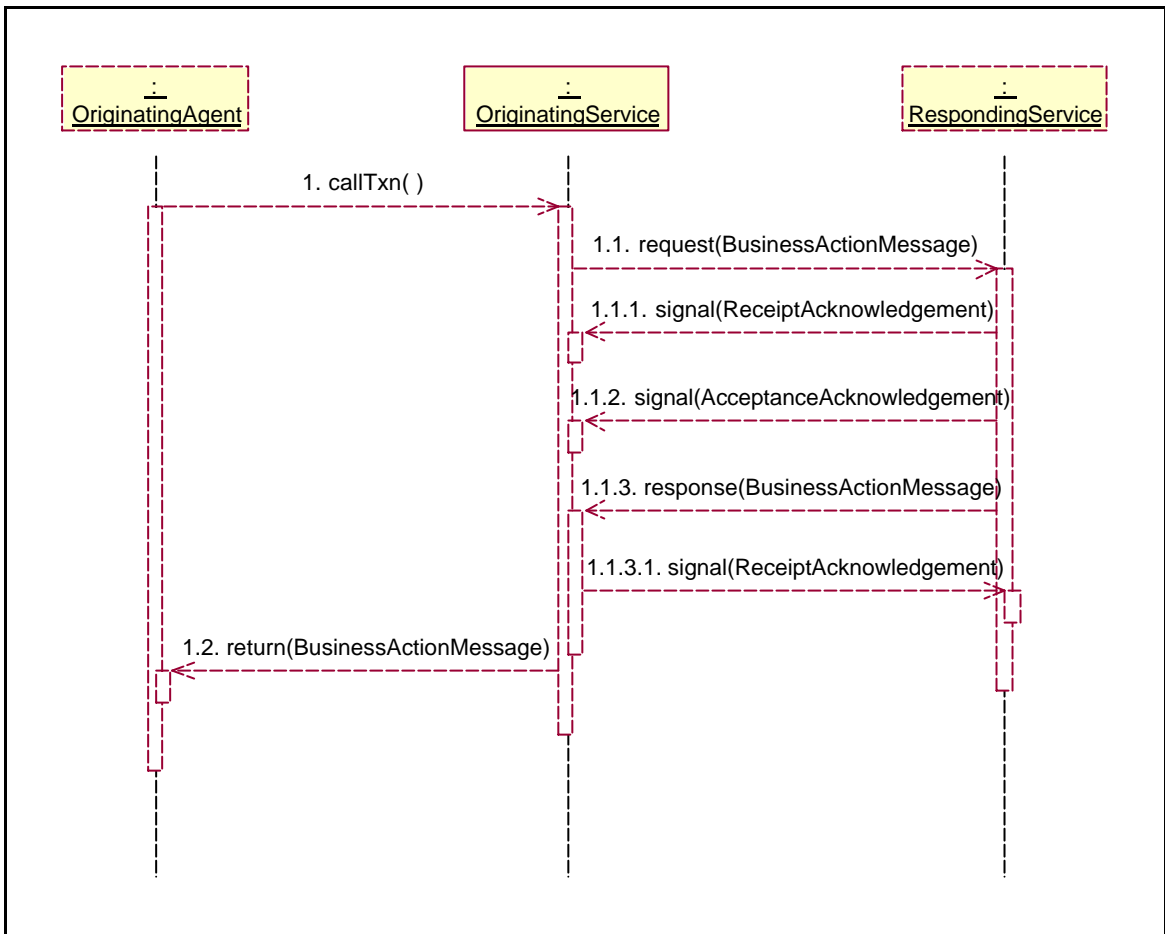 :
OriginatingAgent
:
OriginatingService
:
RespondingService
1. callTxn( )
1.1. request(BusinessActionMessage)
1.1.1. signal(ReceiptAcknowledgement)
1.1.2. signal(AcceptanceAcknowledgement)
1.1.3. response(BusinessActionMessage)
1.1.3.1. signal(ReceiptAcknowledgement)
1.2. return(BusinessActionMessage)